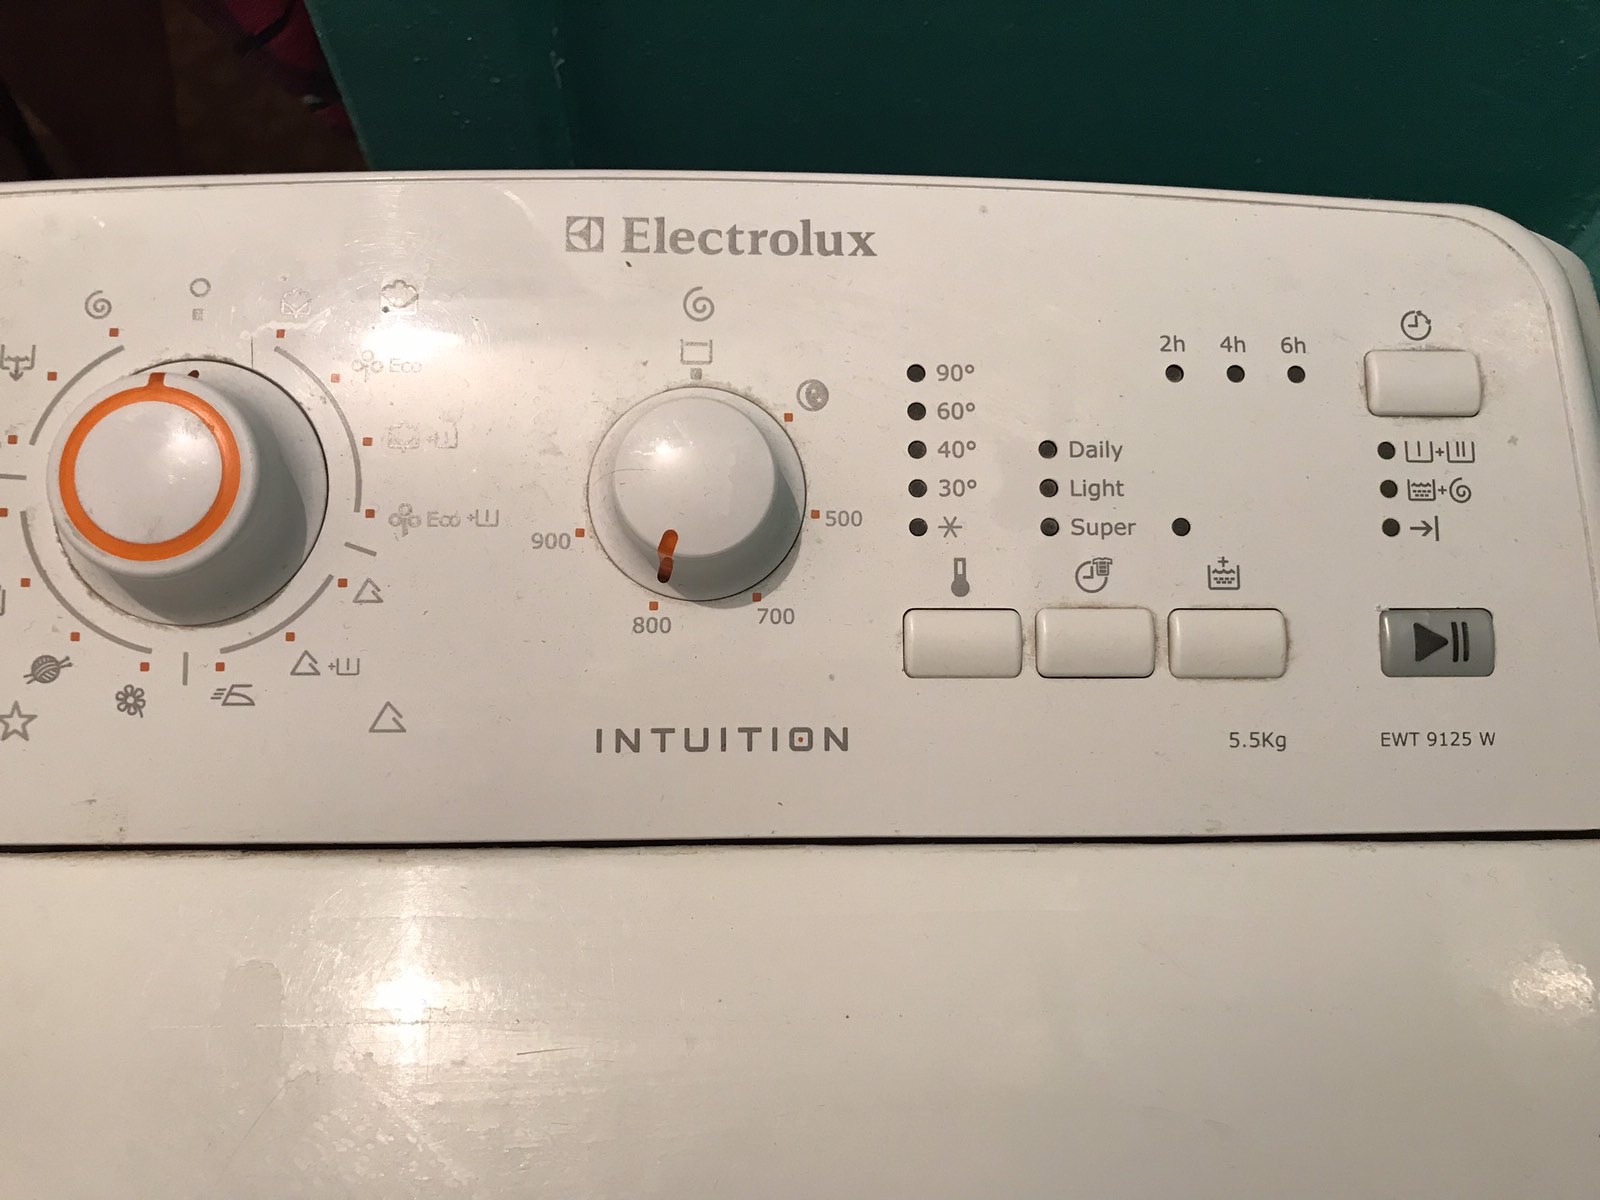 Electrolux
Eco
Eco
900
800
700
500
INTUITION
90°
60°
40°
30°
Daily
Light
Super
2h 4h 6h
5.5Kg
EWT 9125 W